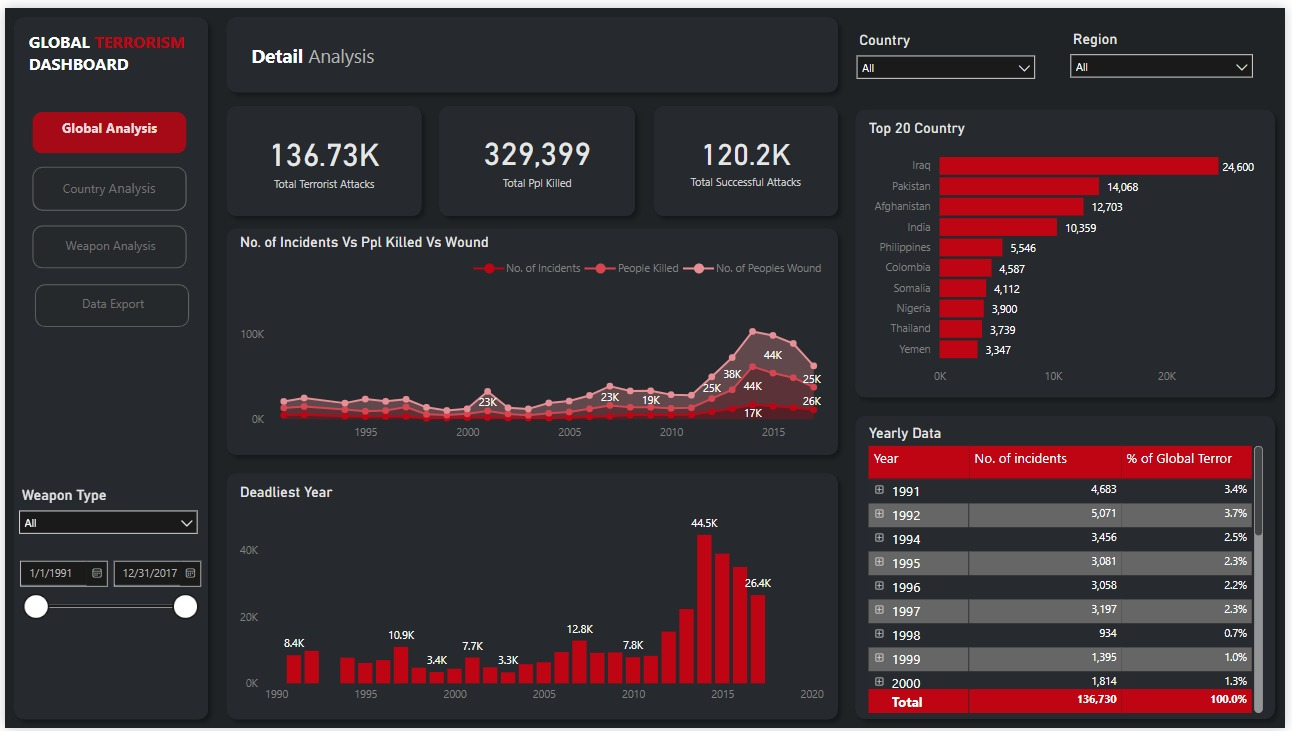 GLOBAL TERRORISM
DASHBOARD
Global Analysis
Country Analysis
Weapon Analysis
Data Export
Weapon Type
All
1/1/1991 12/31/2017
Detail Analysis
Country
All
Region
All
136.73K
Total Terrorist Attacks
329,399
Total Ppl Killed
120.2K
Total Successful Attacks
No. of Incidents Vs Ppl Killed Vs Wound
No. of Incidents People Killed No. of Peoples Wound
100K
0K
23K
23K
19K
25K
38K
44K
44K
17K
25K
26K
1995 2000 2005 2010 2015
Deadliest Year
40K
20K
0K
8.4K
10.9K
3.4K
7.7K
3.3K
12.8K
7.8K
44.5K
26.4K
1990 1995 2000 2005 2010 2015 2020
Top 20 Country
Iraq 24,600
Pakistan 14,068
Afghanistan 12,703
India 10,359
Philippines 5,546
Colombia 4,587
Somalia 4,112
Nigeria 3,900
Thailand 3,739
Yemen 3,347
0K 10K 20K
Yearly Data
Year No. of incidents % of Global Terror
1991 4,683 3.4%
1992 5,071 3.7%
1994 3,456 2.5%
1995 3,081 2.3%
1996 3,058 2.2%
1997 3,197 2.3%
1998 934 0.7%
1999 1,395 1.0%
2000 1,814 1.3%
Total 136,730 100.0%